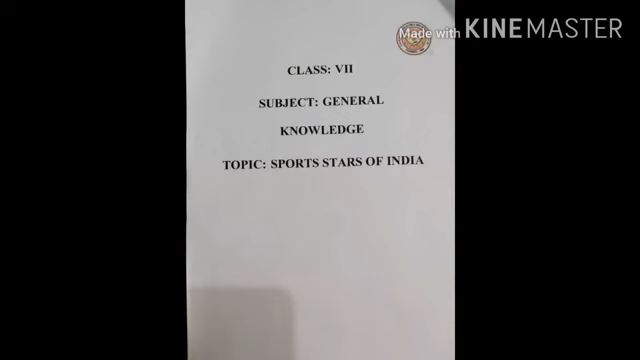 Made with KINEMASTER
CLASS: VII
SUBJECT: GENERAL
KNOWLEDGE
TOPIC: SPORTS STARS OF INDIA